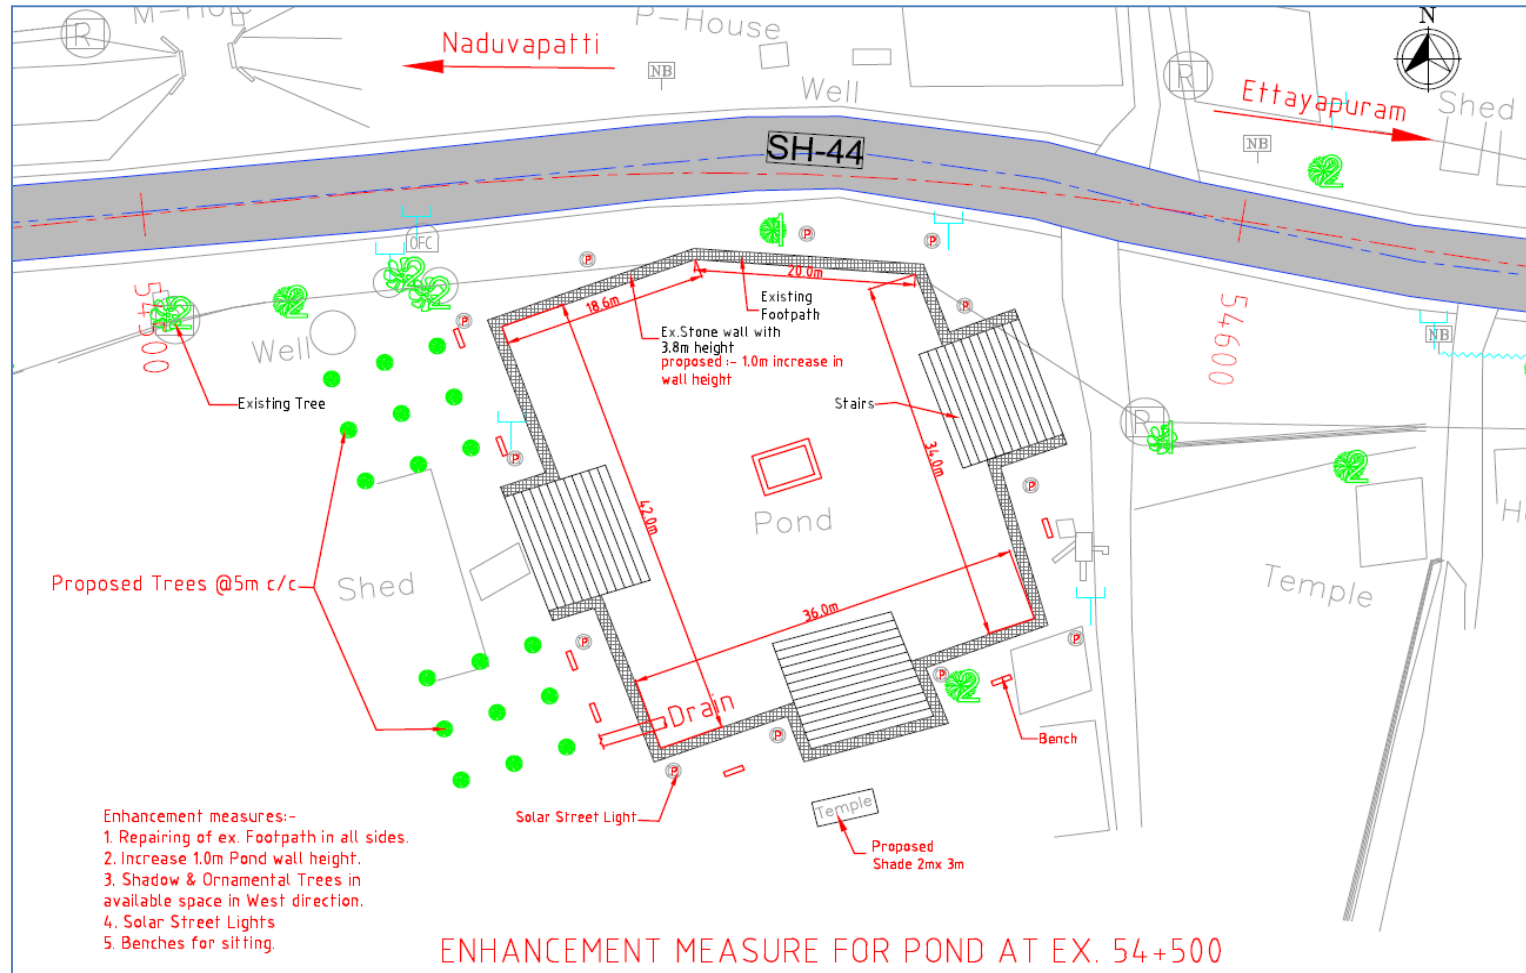 M-Hou
P-House
N
R
Naduvapatti
NB
Well
R
Ettayapuram
Shed
SH-44
NB
OFC
P
P
P
54500
20.0m
18.6m
Existing
Footpath
Ex.Stone wall with
3.8m height
proposed :- 1.0m increase in
wall height
P
P
54600
NB
Well
Existing Tree
Stairs
R
P
34.0m
P
42.0m
Pond
H
Proposed Trees @5m c/c
Shed
Temple
36.0m
P
P
P
Drain
Bench
P
P
Solar Street Light
Temple
Proposed
Shade 2mx 3m
Enhancement measures:-
1. Repairing of ex. Footpath in all sides.
2. Increase 1.0m Pond wall height.
3. Shadow & Ornamental Trees in
available space in West direction.
4. Solar Street Lights
5. Benches for sitting.
ENHANCEMENT MEASURE FOR POND AT EX. 54+500